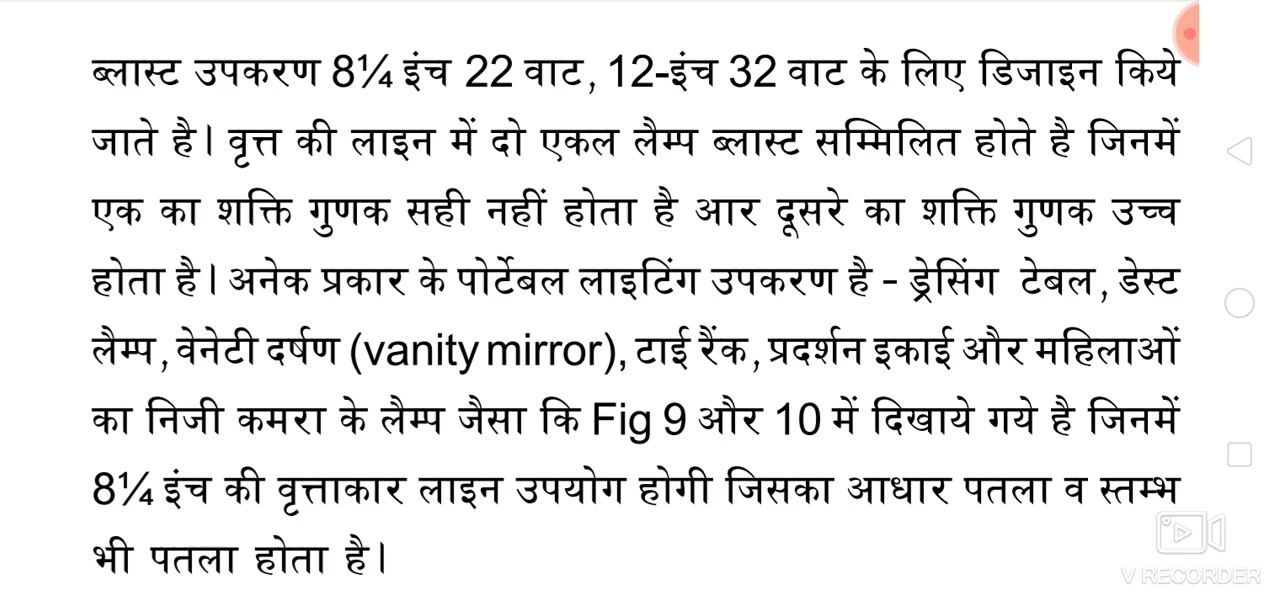 ब्लास्ट उपकरण 8¼ इंच 22 वाट, 12-इंच 32 वाट के लिए डिजाइन किये
जाते है। वृत्त की लाइन में दो एकल लैम्प ब्लास्ट सम्मिलित होते है जिनमें
एक का शक्ति गुणक सही नहीं होता है आर दूसरे का शक्ति गुणक उच्च
होता है। अनेक प्रकार के पोर्टेबल लाइटिंग उपकरण है - ड्रेसिंग टेबल, डेस्ट
लैम्प, वेनेटी दर्षण (vanity mirror), टाई रैंक, प्रदर्शन इकाई और महिलाओं
का निजी कमरा के लैम्प जैसा कि Fig 9 और 10 में दिखाये गये है जिनमें
8¼ इंच की वृत्ताकार लाइन उपयोग होगी जिसका आधार पतला व स्तम्भ
भी पतला होता है।
V RECORDER